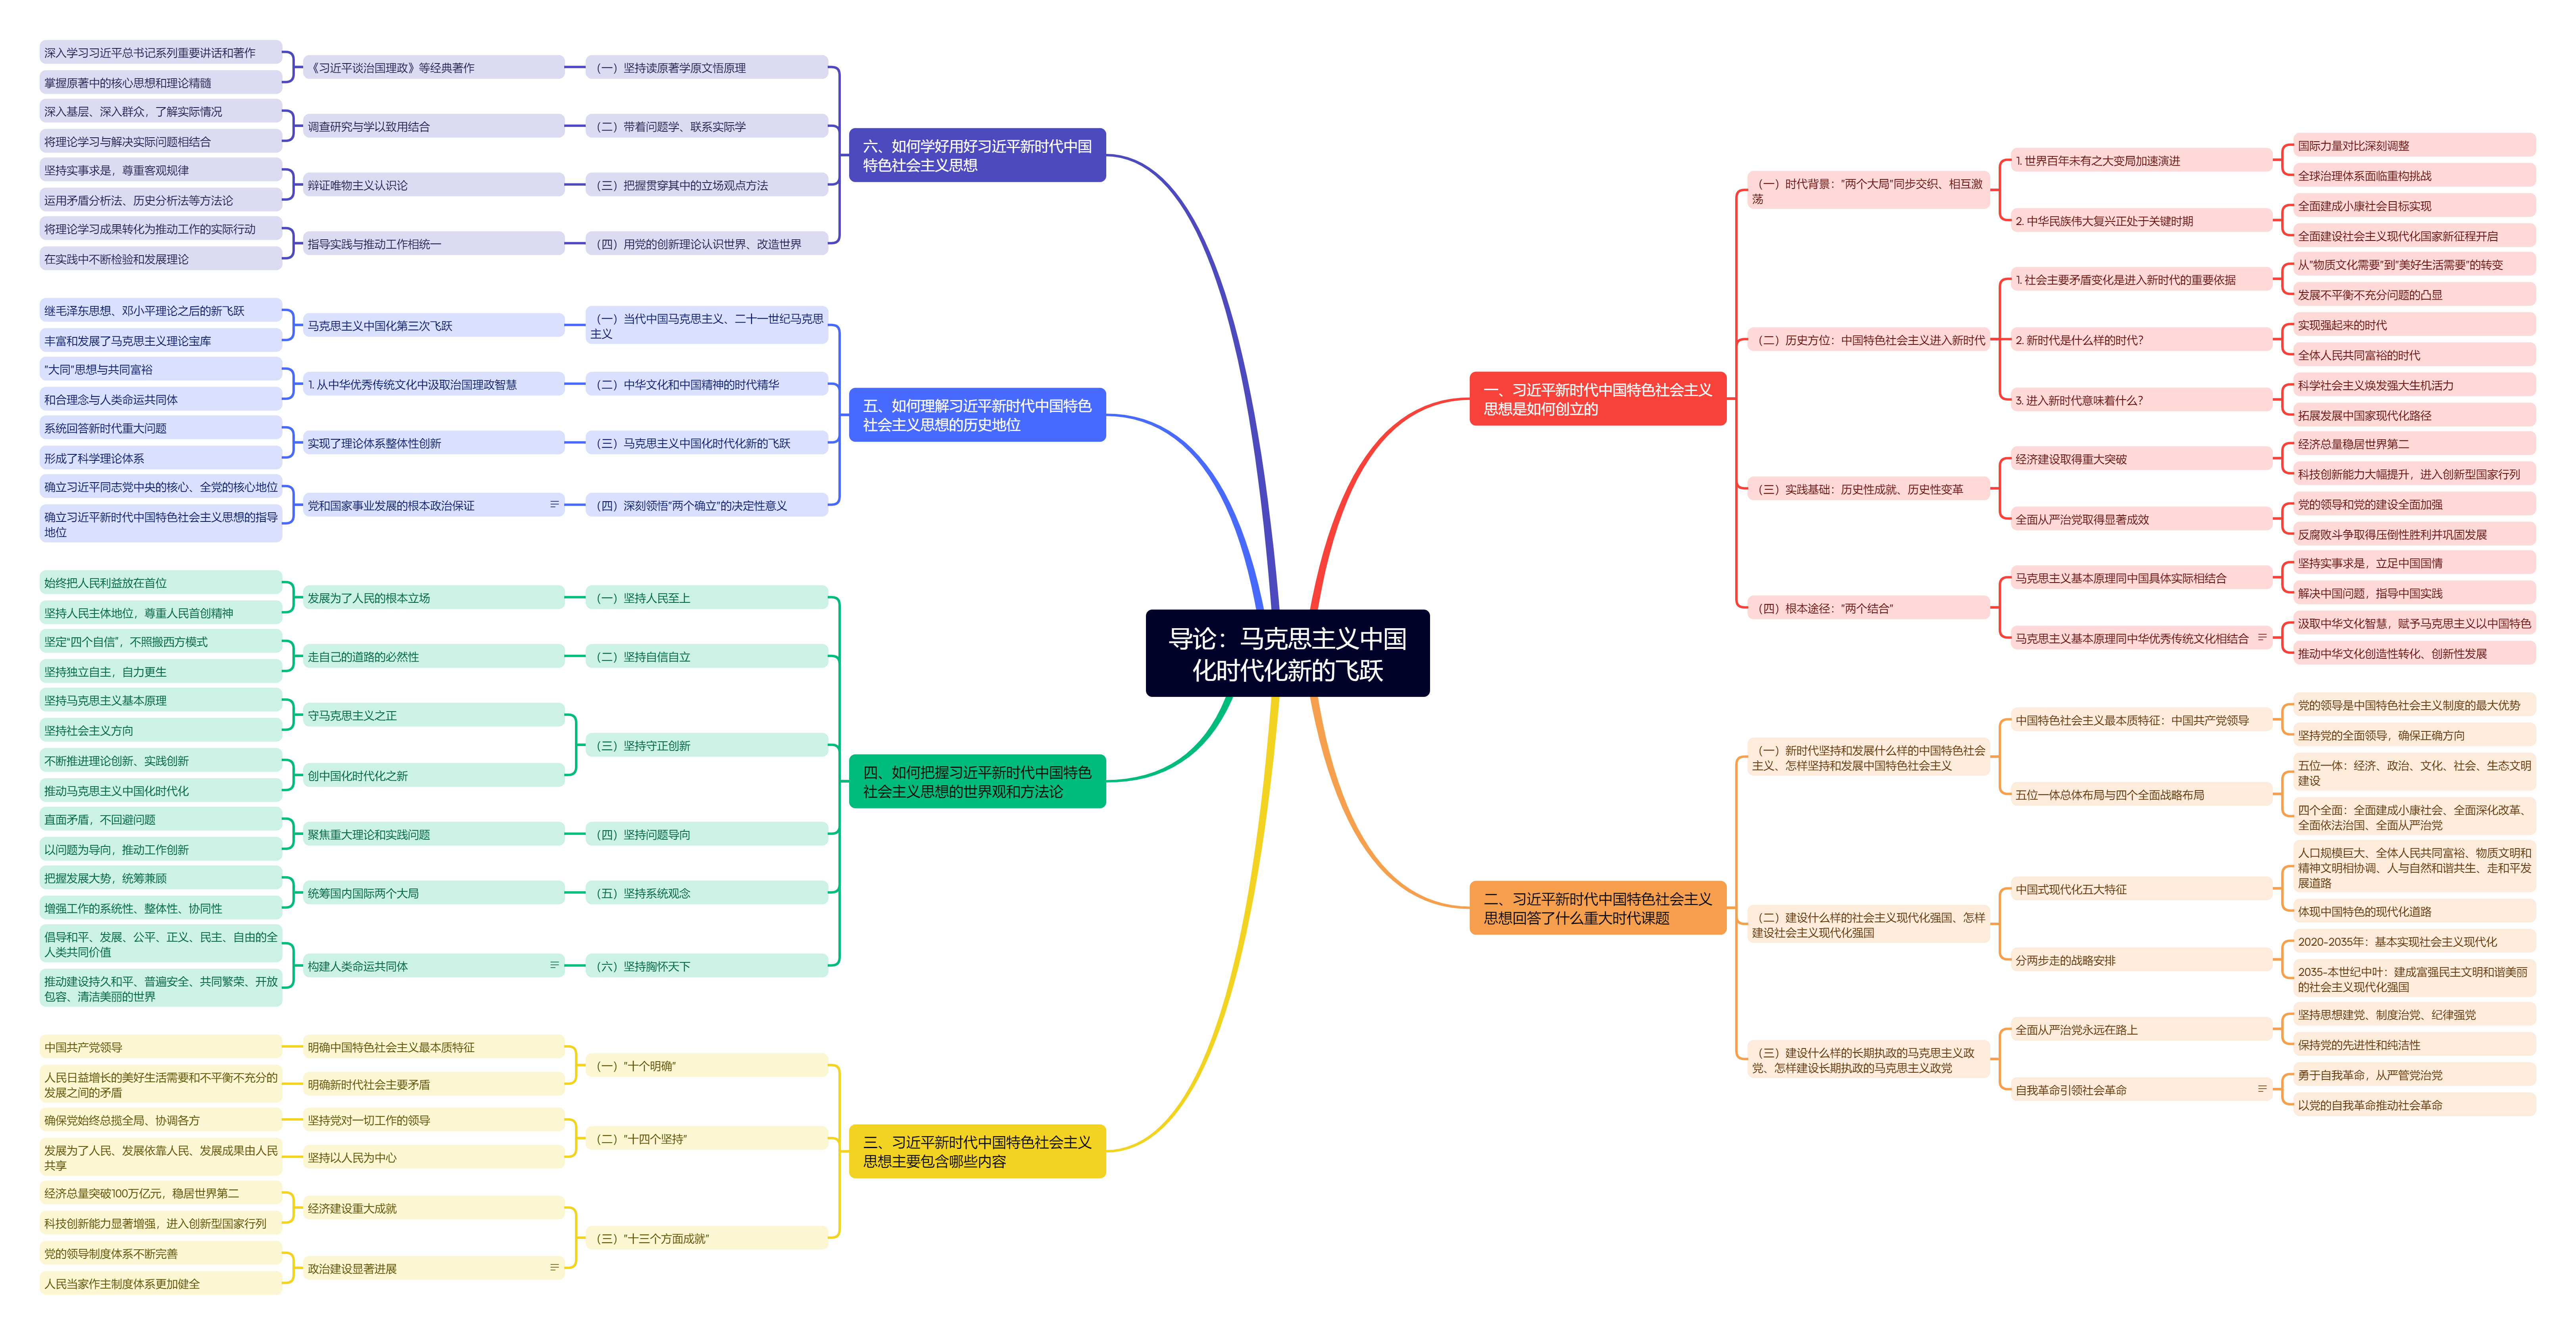 导论：马克思主义中国
化时代化新的飞跃
一、习近平新时代中国特色社会主义
思想是如何创立的
（一）时代背景：“两个大局”同步交织、相互激
荡
1. 世界百年未有之大变局加速演进
国际力量对比深刻调整
全球治理体系面临重构挑战
2. 中华民族伟大复兴正处于关键时期
全面建成小康社会目标实现
全面建设社会主义现代化国家新征程开启
（二）历史方位：中国特色社会主义进入新时代
1. 社会主要矛盾变化是进入新时代的重要依据
从“物质文化需要”到“美好生活需要”的转变
发展不平衡不充分问题的凸显
2. 新时代是什么样的时代？
实现强起来的时代
全体人民共同富裕的时代
3. 进入新时代意味着什么？
科学社会主义焕发强大生机活力
拓展发展中国家现代化路径
（三）实践基础：历史性成就、历史性变革
经济建设取得重大突破
经济总量稳居世界第二
科技创新能力大幅提升，进入创新型国家行列
全面从严治党取得显著成效
党的领导和党的建设全面加强
反腐败斗争取得压倒性胜利并巩固发展
（四）根本途径：“两个结合”
马克思主义基本原理同中国具体实际相结合
坚持实事求是，立足中国国情
解决中国问题，指导中国实践
马克思主义基本原理同中华优秀传统文化相结合
汲取中华文化智慧，赋予马克思主义以中国特色
推动中华文化创造性转化、创新性发展
二、习近平新时代中国特色社会主义
思想回答了什么重大时代课题
（一）新时代坚持和发展什么样的中国特色社会
主义、怎样坚持和发展中国特色社会主义
中国特色社会主义最本质特征：中国共产党领导
党的领导是中国特色社会主义制度的最大优势
坚持党的全面领导，确保正确方向
五位一体总体布局与四个全面战略布局
五位一体：经济、政治、文化、社会、生态文明
建设
四个全面：全面建成小康社会、全面深化改革、
全面依法治国、全面从严治党
（二）建设什么样的社会主义现代化强国、怎样
建设社会主义现代化强国
中国式现代化五大特征
人口规模巨大、全体人民共同富裕、物质文明和
精神文明相协调、人与自然和谐共生、走和平发
展道路
体现中国特色的现代化道路
分两步走的战略安排
2020-2035年：基本实现社会主义现代化
2035-本世纪中叶：建成富强民主文明和谐美丽
的社会主义现代化强国
（三）建设什么样的长期执政的马克思主义政
党、怎样建设长期执政的马克思主义政党
全面从严治党永远在路上
坚持思想建党、制度治党、纪律强党
保持党的先进性和纯洁性
自我革命引领社会革命
勇于自我革命，从严管党治党
以党的自我革命推动社会革命
三、习近平新时代中国特色社会主义
思想主要包含哪些内容
（一）“十个明确”
明确中国特色社会主义最本质特征
中国共产党领导
明确新时代社会主要矛盾
人民日益增长的美好生活需要和不平衡不充分的
发展之间的矛盾
（二）“十四个坚持”
坚持党对一切工作的领导
确保党始终总揽全局、协调各方
坚持以人民为中心
发展为了人民、发展依靠人民、发展成果由人民
共享
（三）“十三个方面成就”
经济建设重大成就
经济总量突破100万亿元，稳居世界第二
科技创新能力显著增强，进入创新型国家行列
政治建设显著进展
党的领导制度体系不断完善
人民当家作主制度体系更加健全
四、如何把握习近平新时代中国特色
社会主义思想的世界观和方法论
（一）坚持人民至上
发展为了人民的根本立场
始终把人民利益放在首位
坚持人民主体地位，尊重人民首创精神
（二）坚持自信自立
走自己的道路的必然性
坚定“四个自信”，不照搬西方模式
坚持独立自主，自力更生
（三）坚持守正创新
守马克思主义之正
坚持马克思主义基本原理
坚持社会主义方向
创中国化时代化之新
不断推进理论创新、实践创新
推动马克思主义中国化时代化
（四）坚持问题导向
聚焦重大理论和实践问题
直面矛盾，不回避问题
以问题为导向，推动工作创新
（五）坚持系统观念
统筹国内国际两个大局
把握发展大势，统筹兼顾
增强工作的系统性、整体性、协同性
（六）坚持胸怀天下
构建人类命运共同体
倡导和平、发展、公平、正义、民主、自由的全
人类共同价值
推动建设持久和平、普遍安全、共同繁荣、开放
包容、清洁美丽的世界
五、如何理解习近平新时代中国特色
社会主义思想的历史地位
（一）当代中国马克思主义、二十一世纪马克思
主义
马克思主义中国化第三次飞跃
继毛泽东思想、邓小平理论之后的新飞跃
丰富和发展了马克思主义理论宝库
（二）中华文化和中国精神的时代精华
1. 从中华优秀传统文化中汲取治国理政智慧
“大同”思想与共同富裕
和合理念与人类命运共同体
（三）马克思主义中国化时代化新的飞跃
实现了理论体系整体性创新
系统回答新时代重大问题
形成了科学理论体系
（四）深刻领悟“两个确立”的决定性意义
党和国家事业发展的根本政治保证
确立习近平同志党中央的核心、全党的核心地位
确立习近平新时代中国特色社会主义思想的指导
地位
六、如何学好用好习近平新时代中国
特色社会主义思想
（一）坚持读原著学原文悟原理
《习近平谈治国理政》等经典著作
深入学习习近平总书记系列重要讲话和著作
掌握原著中的核心思想和理论精髓
（二）带着问题学、联系实际学
调查研究与学以致用结合
深入基层、深入群众，了解实际情况
将理论学习与解决实际问题相结合
（三）把握贯穿其中的立场观点方法
辩证唯物主义认识论
坚持实事求是，尊重客观规律
运用矛盾分析法、历史分析法等方法论
（四）用党的创新理论认识世界、改造世界
指导实践与推动工作相统一
将理论学习成果转化为推动工作的实际行动
在实践中不断检验和发展理论